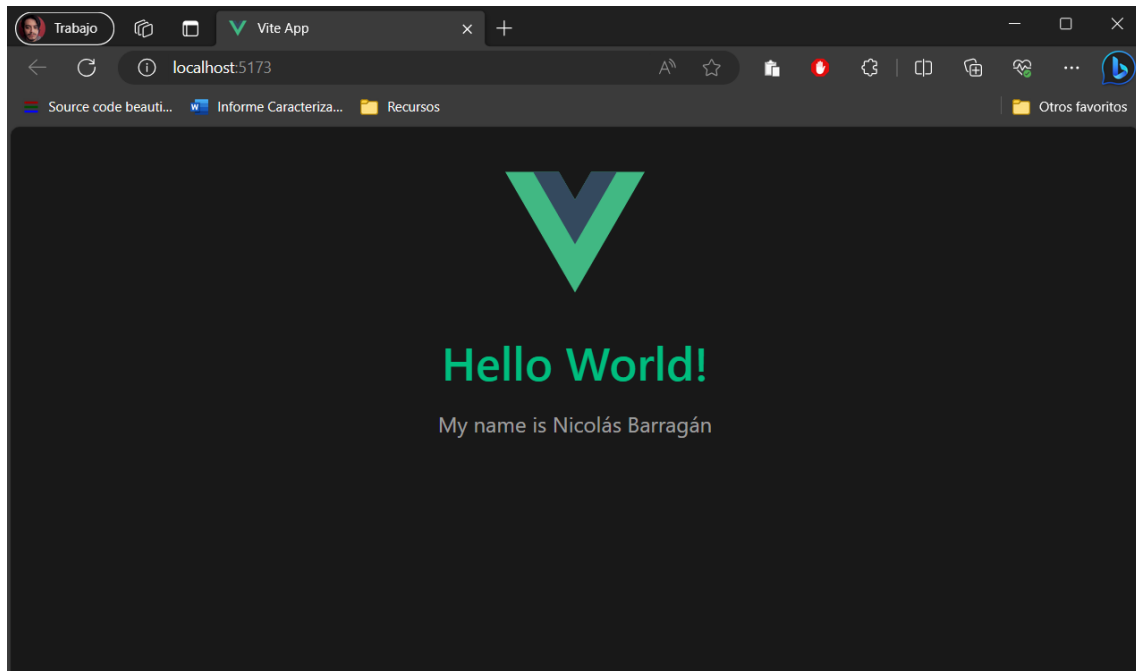 Trabajo
Vite App
localhost:5173
Source code beauti...
Informe Caracteriza...
Recursos
Otros favoritos
Hello World!
My name is Nicolás Barragán